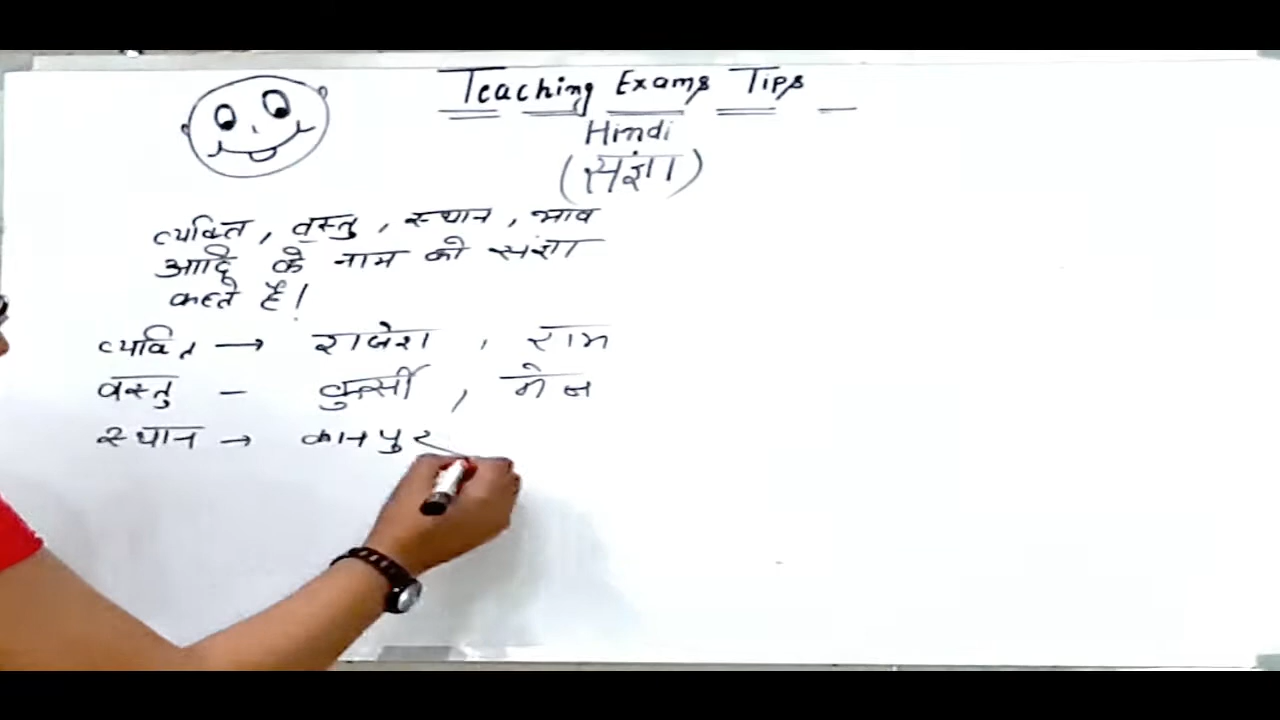 Teaching Exams Tips
Hindi
(संज्ञा)
व्यक्ति, वस्तु, स्थान, भाव
आदि के नाम को संज्ञा
कहते हैं!
व्यक्ति → राजेश, राम
वस्तु - कुर्सी, मेज
स्थान → कानपुर